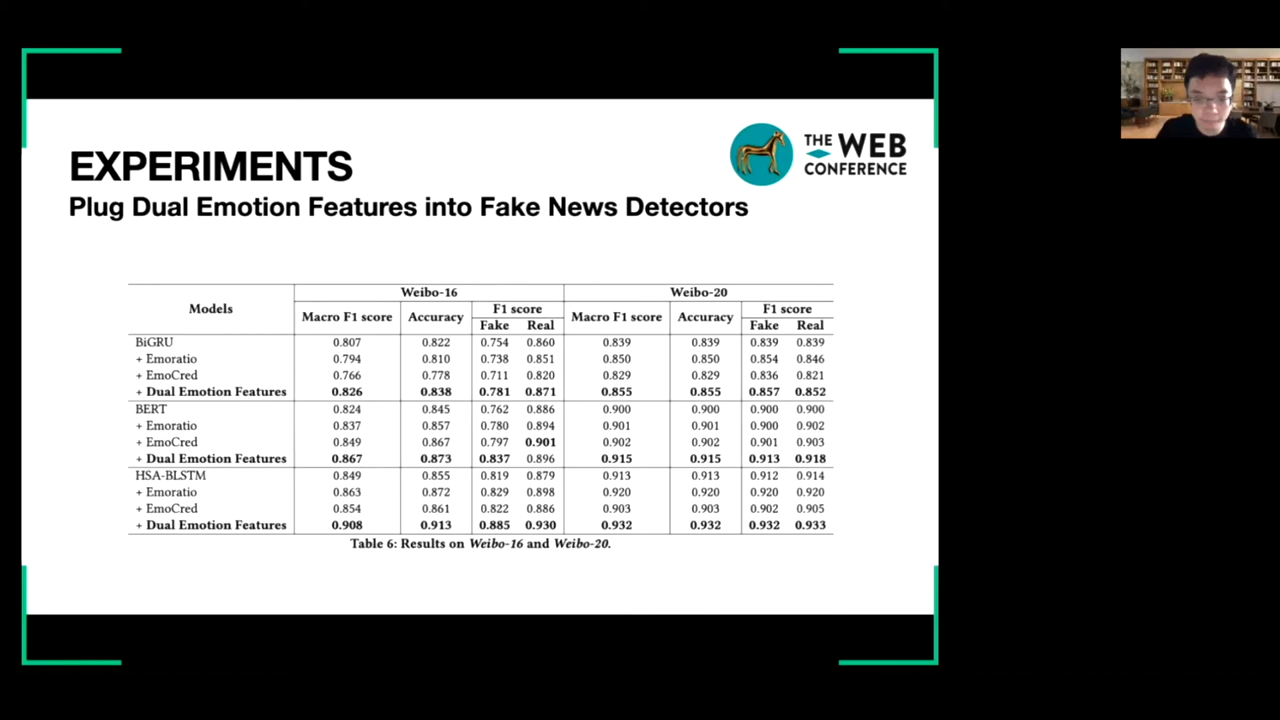 THE WEB
CONFERENCE
EXPERIMENTS
Plug Dual Emotion Features into Fake News Detectors
Models Weibo-16 Weibo-20
Macro F1 score Accuracy F1 score Macro F1 score Accuracy F1 score
Fake Real Fake Real
BiGRU 0.807 0.822 0.754 0.860 0.839 0.839 0.839 0.839
+ Emoratio 0.794 0.810 0.738 0.851 0.850 0.850 0.854 0.846
+ EmoCred 0.766 0.778 0.711 0.820 0.829 0.829 0.836 0.821
+ Dual Emotion Features 0.826 0.838 0.781 0.871 0.855 0.855 0.857 0.852
BERT 0.824 0.845 0.762 0.886 0.900 0.900 0.900 0.900
+ Emoratio 0.837 0.857 0.780 0.894 0.901 0.901 0.900 0.902
+ EmoCred 0.849 0.867 0.797 0.901 0.902 0.902 0.901 0.903
+ Dual Emotion Features 0.867 0.873 0.837 0.896 0.915 0.915 0.913 0.918
HSA-BLSTM 0.849 0.855 0.819 0.879 0.913 0.913 0.912 0.914
+ Emoratio 0.863 0.872 0.829 0.898 0.920 0.920 0.920 0.920
+ EmoCred 0.854 0.861 0.822 0.886 0.903 0.903 0.902 0.905
+ Dual Emotion Features 0.908 0.913 0.885 0.930 0.932 0.932 0.932 0.933
Table 6: Results on Weibo-16 and Weibo-20.